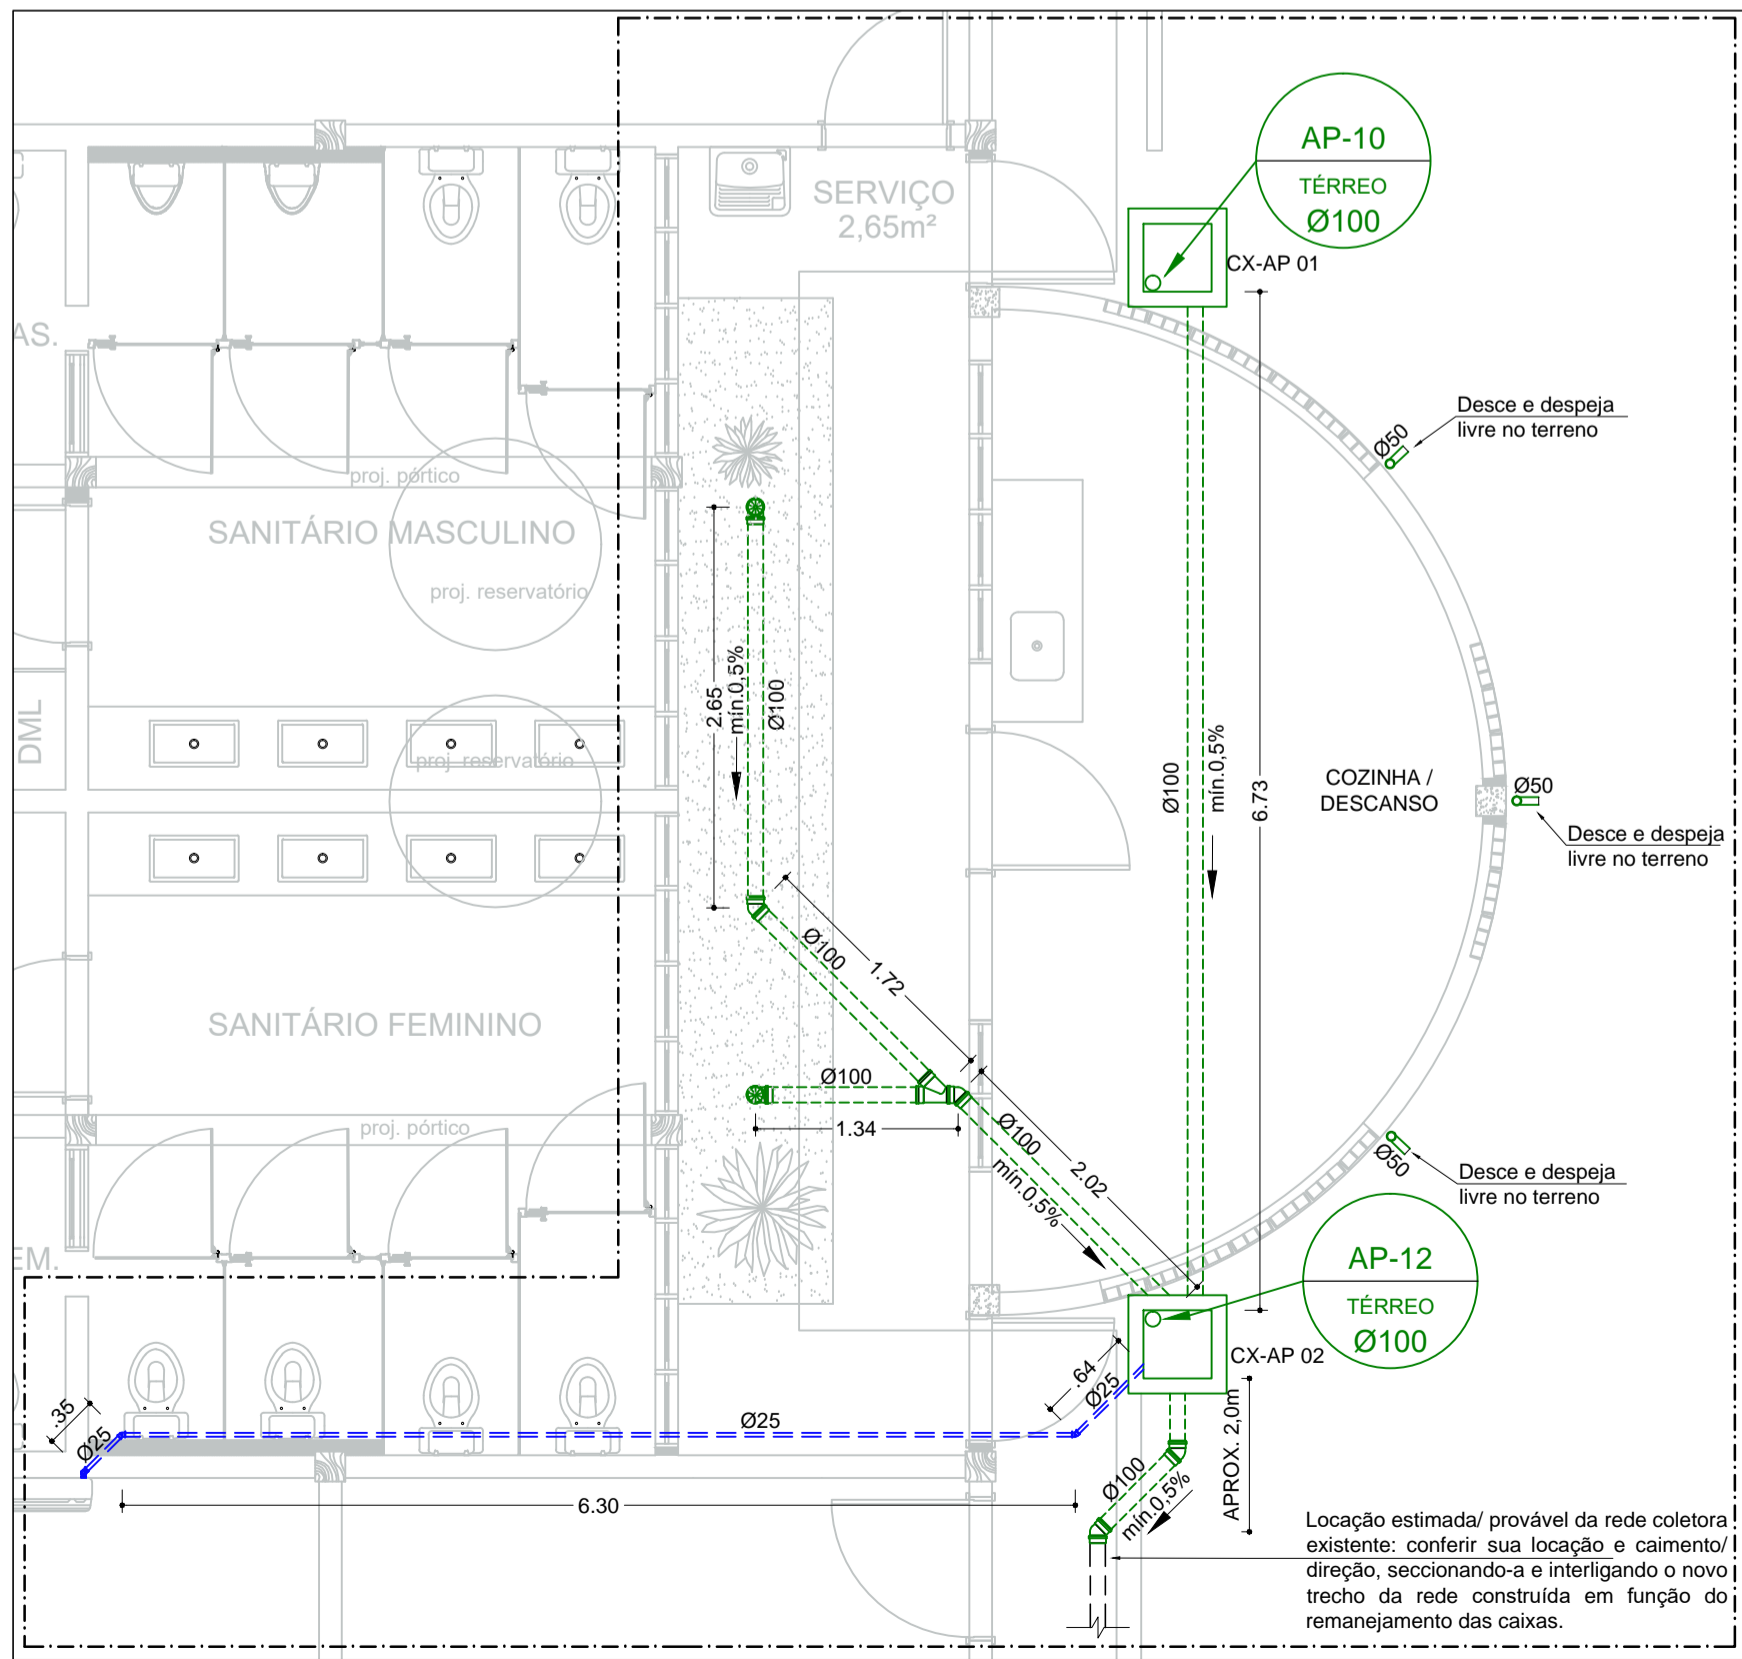 AP-10
TÉRREO
Ø100
CX-AP 01
SERVIÇO
2,65m²
AS.
Desce e despeja
livre no terreno
Ø50
proj. pórtico
SANITÁRIO MASCULINO
proj. reservatório
2.65
mín.0,5%
Ø100
DML
proj. reservatório
Ø100
mín.0,5%
6.73
COZINHA /
DESCANSO
Ø50
Desce e despeja
livre no terreno
Ø100
1.72
SANITÁRIO FEMININO
Ø100
1.34
proj. pórtico
Ø100
2.02
mín.0,5%
Ø50
Desce e despeja
livre no terreno
EM.
AP-12
TÉRREO
Ø100
CX-AP 02
.64
Ø25
.35
Ø25
Ø25
6.30
APROX. 2,0m
Ø100
mín.0,5%
Locação estimada/ provável da rede coletora
existente: conferir sua locação e caimento/
direção, seccionando-a e interligando o novo
trecho da rede construída em função do
remanejamento das caixas.